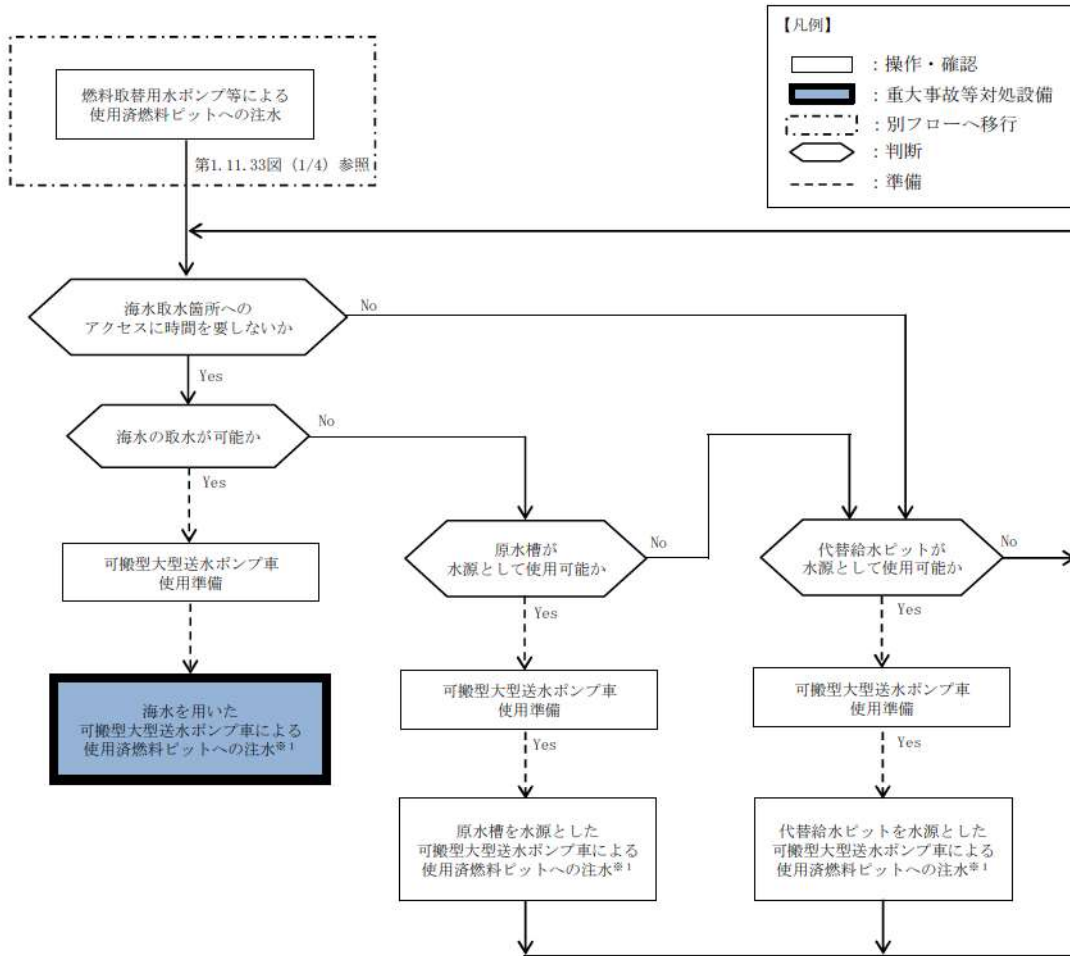 【凡例】
：操作・確認
：重大事故等対処設備
：別フローへ移行
：判断
：準備
燃料取替用水ポンプ等による
使用済燃料ピットへの注水
第1.11.33図 (1/4) 参照
海水取水箇所への
アクセスに時間を要しないか
No
Yes
海水の取水が可能か
No
Yes
可搬型大型送水ポンプ車
使用準備
海水を用いた
可搬型大型送水ポンプ車による
使用済燃料ピットへの注水※1
原水槽が
水源として使用可能か
No
Yes
可搬型大型送水ポンプ車
使用準備
Yes
原水槽を水源とした
可搬型大型送水ポンプ車による
使用済燃料ピットへの注水※1
代替給水ピットが
水源として使用可能か
No
Yes
可搬型大型送水ポンプ車
使用準備
Yes
代替給水ピットを水源とした
可搬型大型送水ポンプ車による
使用済燃料ピットへの注水※1